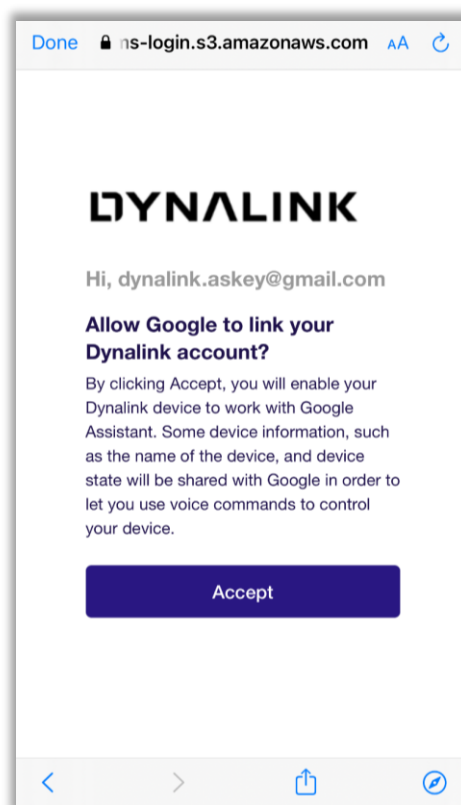 Done ns-login.s3.amazonaws.com AA
DYNALINK
Hi, dynalink.askey@gmail.com
Allow Google to link your
Dynalink account?
By clicking Accept, you will enable your
Dynalink device to work with Google
Assistant. Some device information, such
as the name of the device, and device
state will be shared with Google in order to
let you use voice commands to control
your device.
Accept